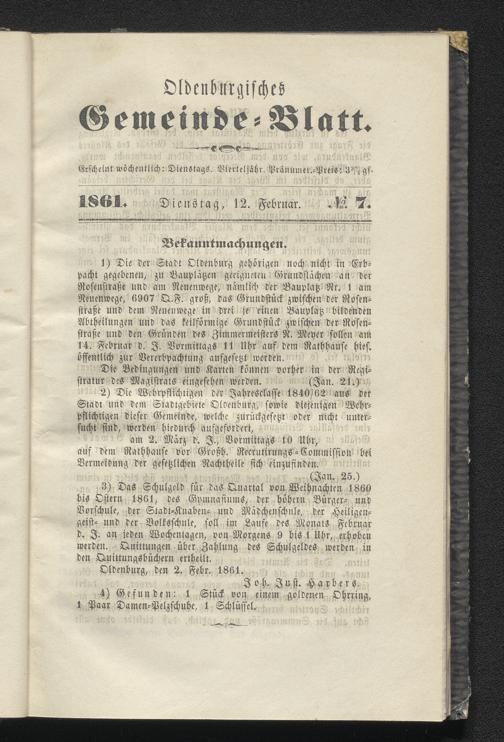 Oldenburgisches
Gemeinde-Blatt.
Erscheint wöchentlich: Dienstags. Vierteljähr. Pränumer.-Preis: 3¾ gs.
1861. Dienstag, 12. Februar. № 7.
Bekanntmachungen.
1) Die der Stadt Oldenburg gehörigen noch nicht in Erb-
pacht gegebenen, zu Bauplätzen geeigneten Grundflächen an der
Rosenstraße und am Neuenwege, nämlich der Bauplatz Nr. 1 am
Neuenwege, 6907 Q.F. groß, das Grundstück zwischen der Rosen-
straße und dem Neuenwege in drei je einen Bauplatz bildenden
Abtheilungen und das keilförmige Grundstück zwischen der Rosen-
straße und den Gründen des Zimmermeisters R. Meyer sollen am
14. Februar d. J. Vormittags 11 Uhr auf dem Rathhause hies.
öffentlich zur Vererbpachtung aufgesetzt werden.
Die Bedingungen und Karten können vorher in der Regi-
stratur des Magistrats eingesehen werden. (Jan. 21.)
2) Die Wehrpflichtigen der Jahresclasse 1840/62 aus der
Stadt und dem Stadtgebiete Oldenburg, sowie diejenigen Wehr-
pflichtigen dieser Gemeinde, welche zurückgesetzt oder nicht unter-
sucht sind, werden hiedurch aufgefordert,
am 2. März d. J., Vormittags 10 Uhr,
auf dem Rathhause vor Großh. Recrutirungs-Commission bei
Vermeidung der gesetzlichen Nachtheile sich einzufinden.
(Jan. 25.)
3) Das Schulgeld für das Quartal von Weihnachten 1860
bis Ostern 1861, des Gymnasiums, der höhern Bürger- und
Vorschule, der Stadt-Knaben- und Mädchenschule, der Heiligen-
geist- und der Volksschule, soll im Laufe des Monats Februar
d. J. an jeden Wochentagen, von Morgens 9 bis 1 Uhr, erhoben
werden. Quittungen über Zahlung des Schulgeldes werden in
den Quittungsbüchern ertheilt.
Oldenburg, den 2. Febr. 1861.
Joh. Just. Harbers.
4) Gefunden: 1 Stück von einem goldenen Ohrring,
1 Paar Damen-Pelzschuhe, 1 Schlüssel.